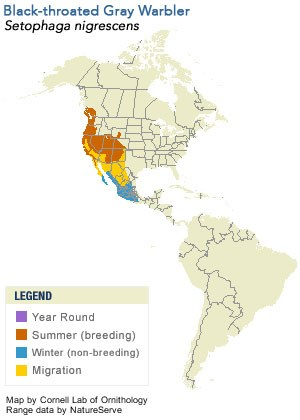 Black-throated Gray Warbler
Setophaga nigrescens
LEGEND
Year Round
Summer (breeding)
Winter (non-breeding)
Migration
Map by Cornell Lab of Ornithology
Range data by NatureServe